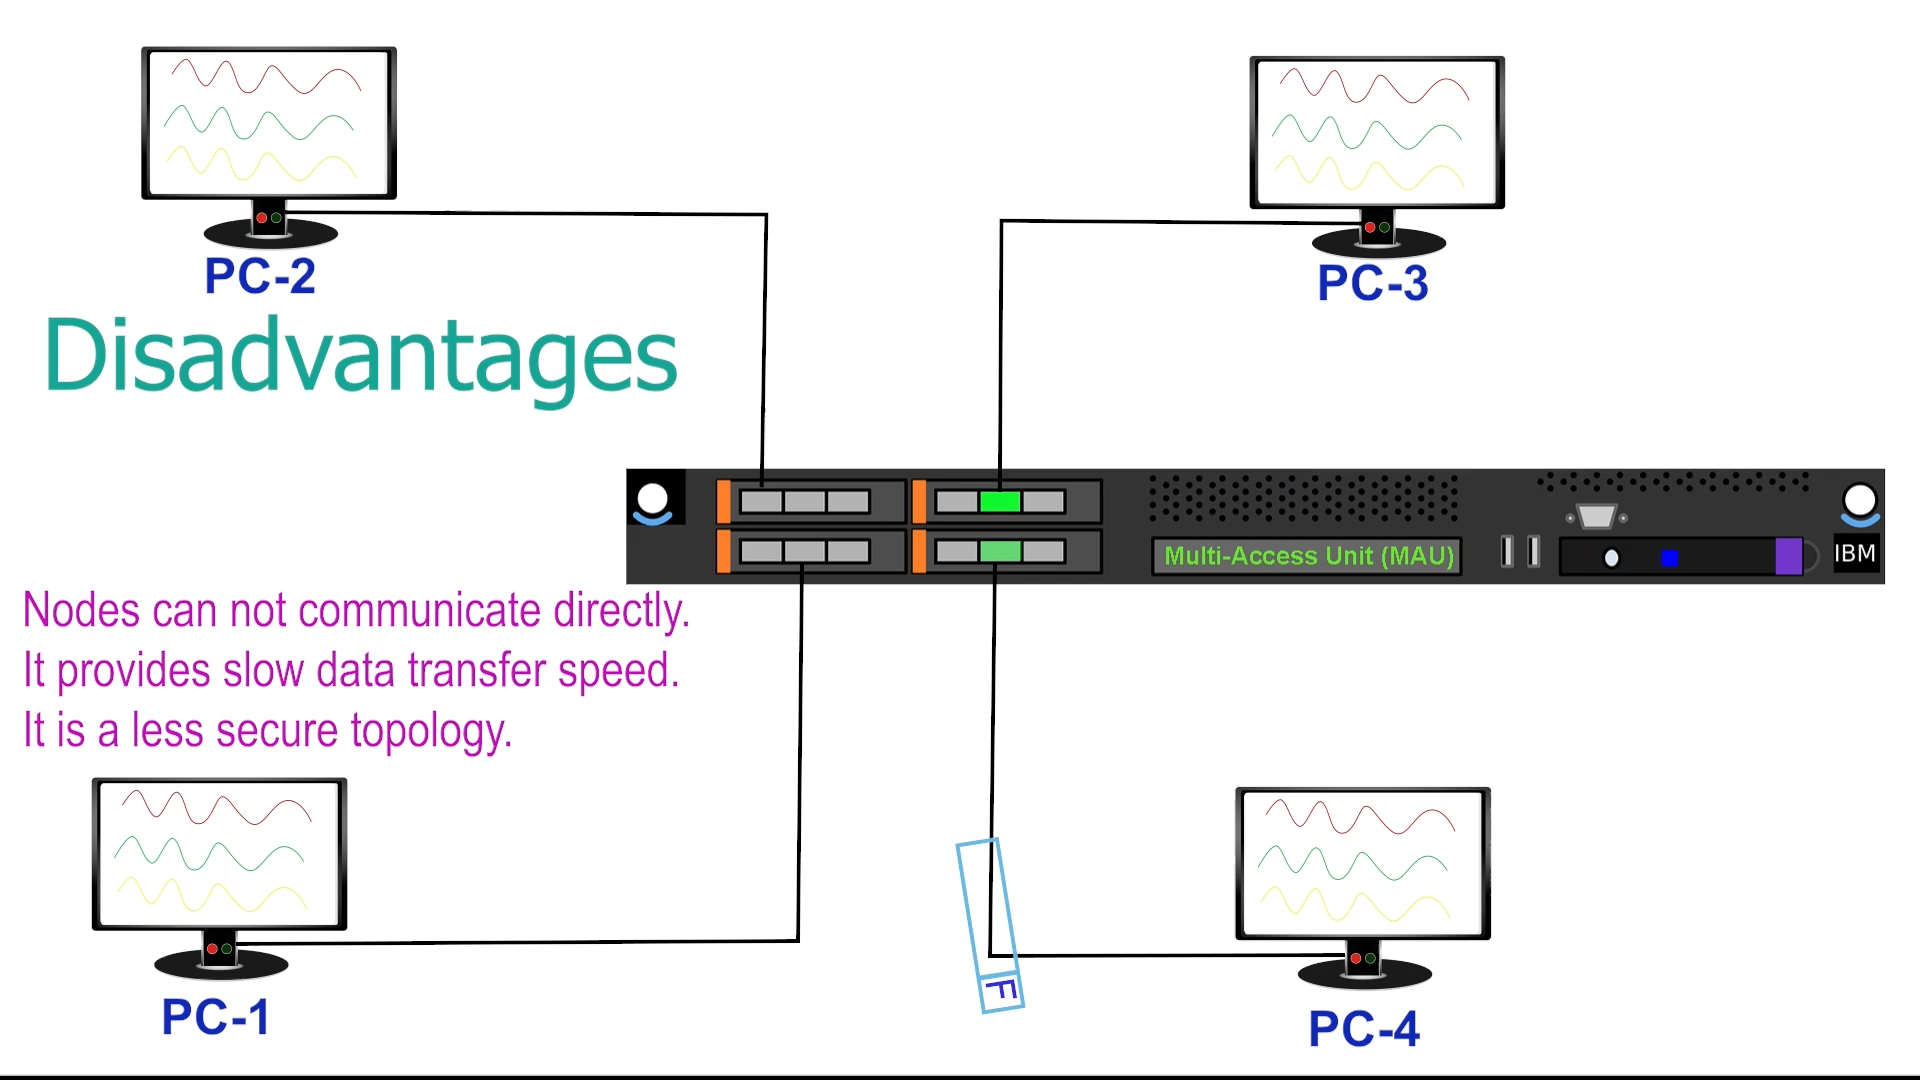 PC-2
PC-3
Disadvantages
Multi-Access Unit (MAU)
IBM
Nodes can not communicate directly.
It provides slow data transfer speed.
It is a less secure topology.
F
PC-1
PC-4